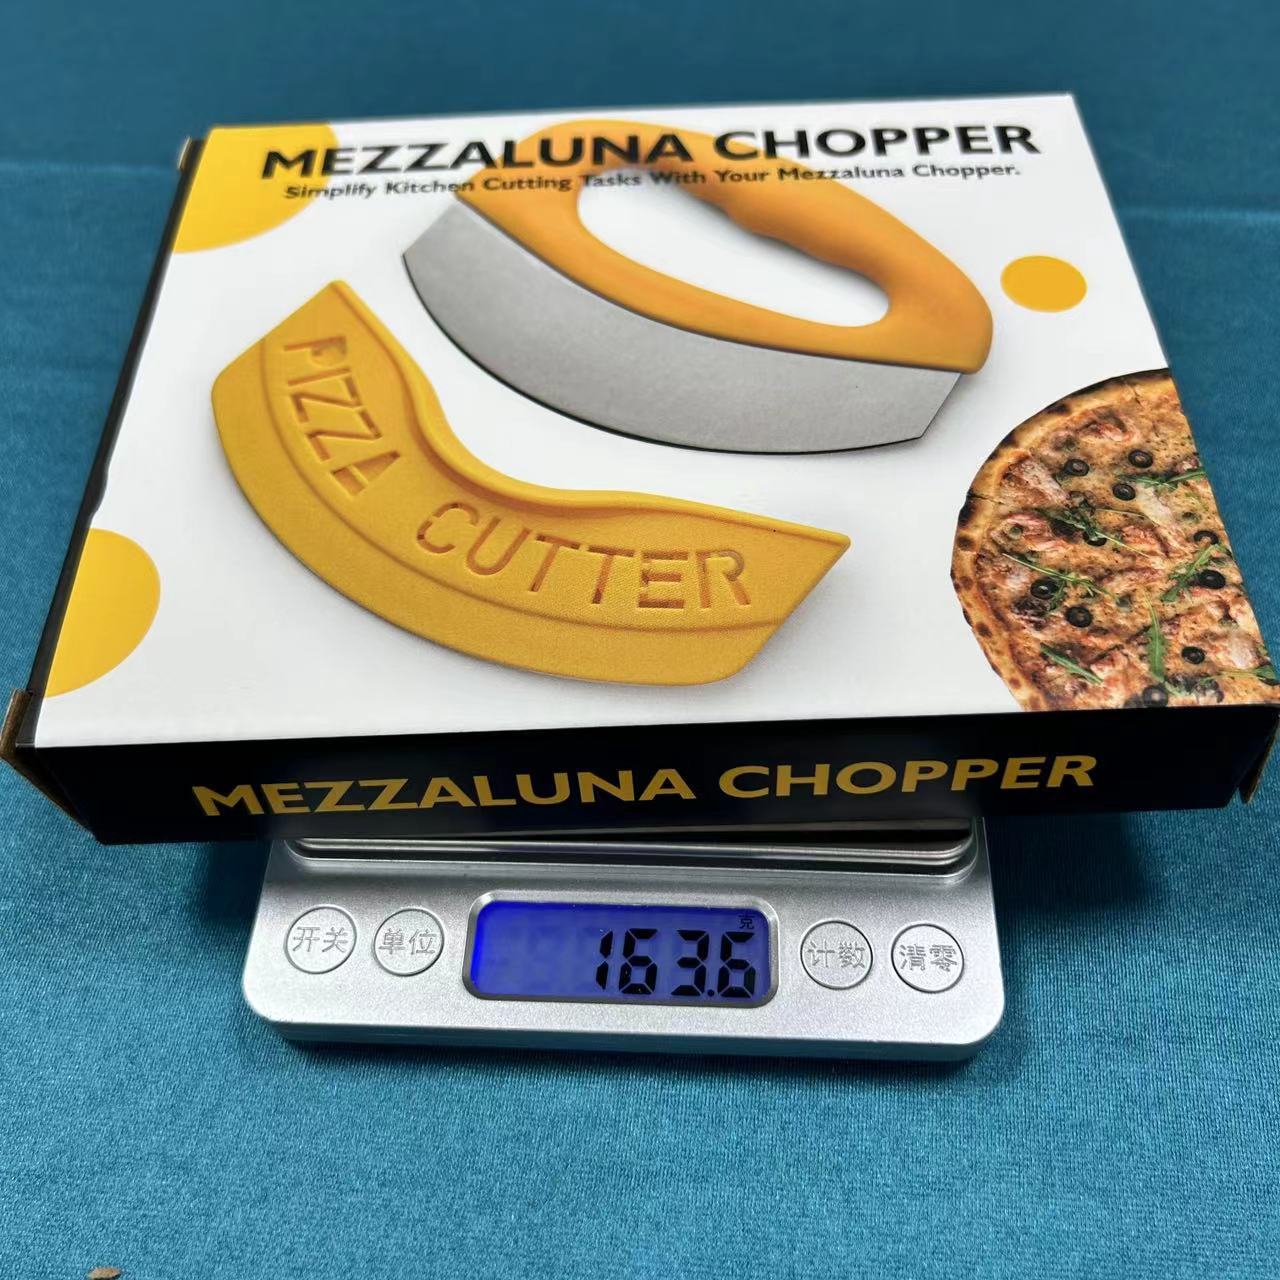 MEZZALUNA CHOPPER
Simplify Kitchen Cutting Tasks With Your Mezzaluna Chopper.
PIZZA CUTTER
MEZZALUNA CHOPPER
克
163.6
开关
单位
计数
清零